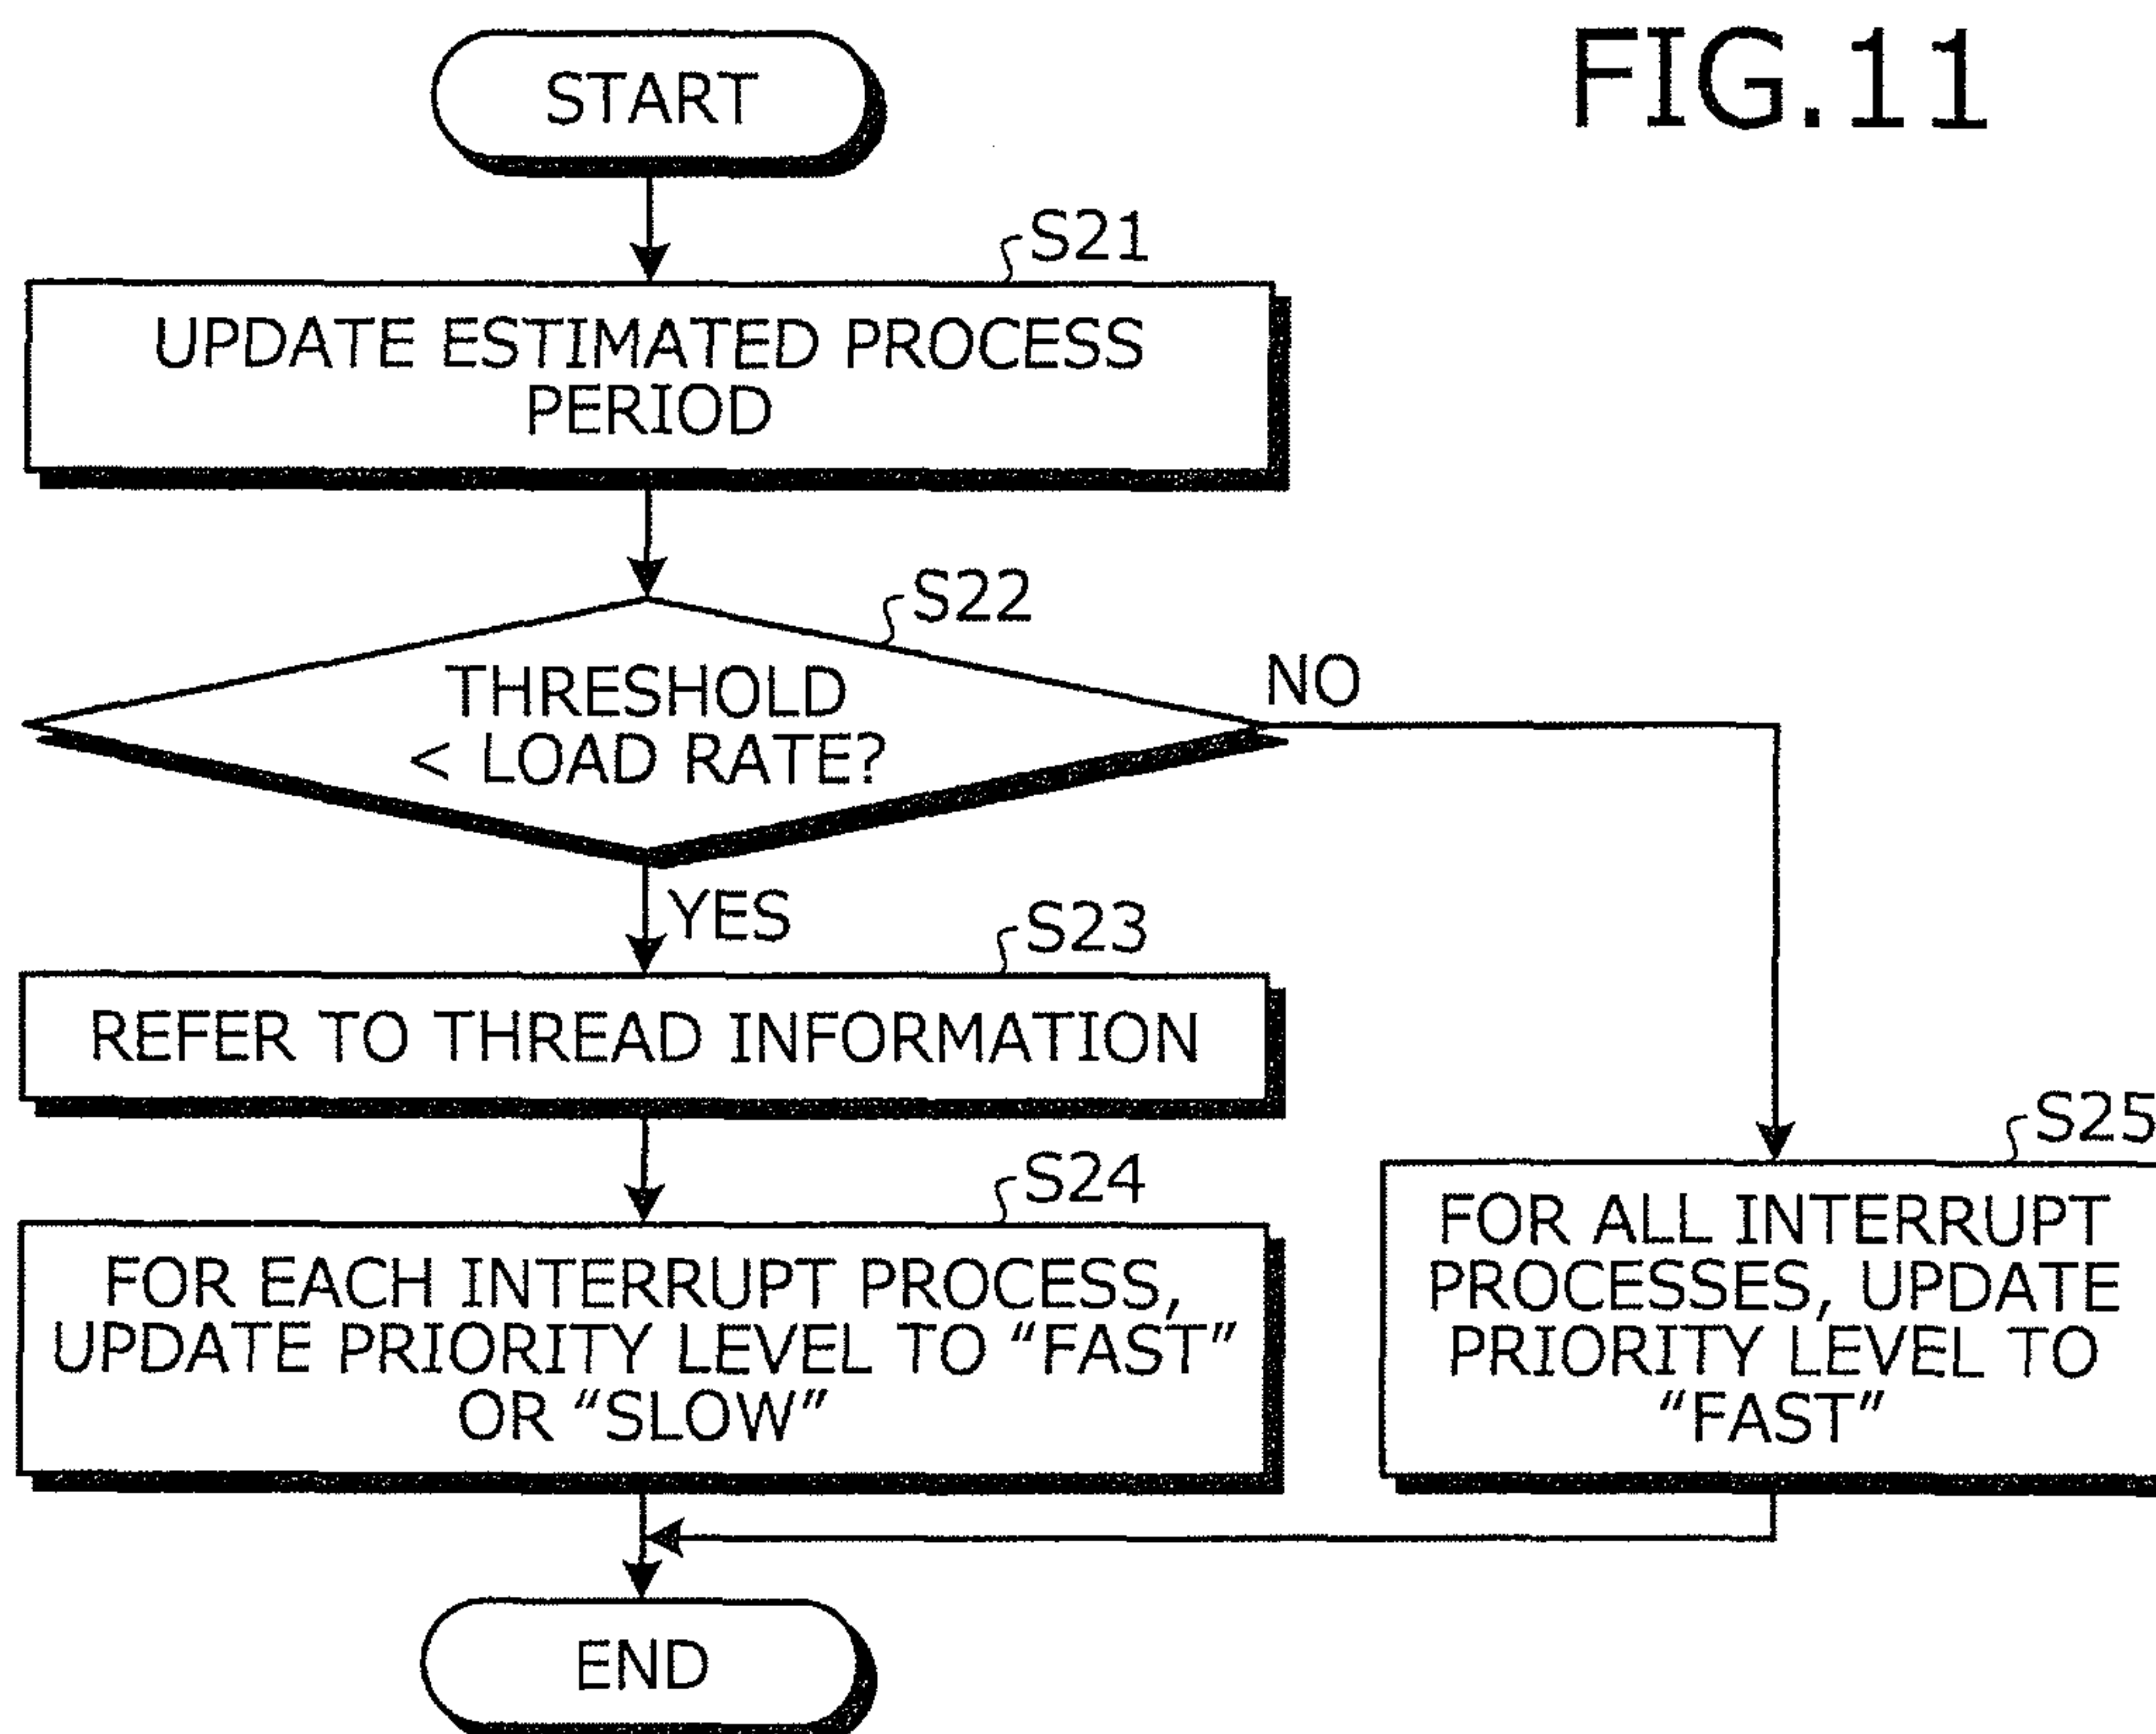 FIG.11
START
S21
UPDATE ESTIMATED PROCESS
PERIOD
S22
THRESHOLD
< LOAD RATE?
NO
YES
S23
REFER TO THREAD INFORMATION
S24
FOR EACH INTERRUPT PROCESS,
UPDATE PRIORITY LEVEL TO “FAST”
OR “SLOW”
S25
FOR ALL INTERRUPT
PROCESSES, UPDATE
PRIORITY LEVEL TO
“FAST”
END